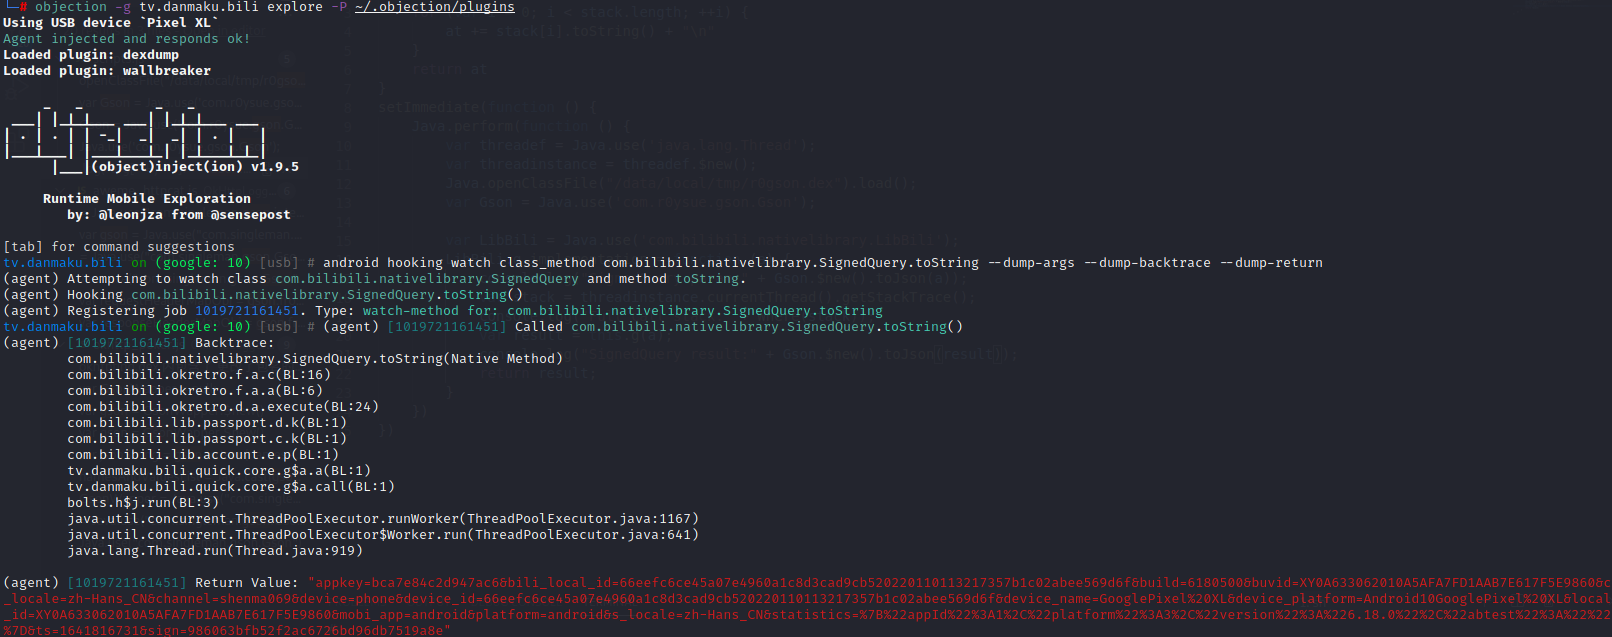 └─# objection -g tv.danmaku.bili explore -P ~/.objection/plugins
Using USB device `Pixel XL`
Agent injected and responds ok!
Loaded plugin: dexdump
Loaded plugin: wallbreaker
|___|(object)inject(ion) v1.9.5
Runtime Mobile Exploration
by: @leonjza from @sensepost
[tab] for command suggestions
tv.danmaku.bili on (google: 10) [usb] # android hooking watch class_method com.bilibili.nativelibrary.SignedQuery.toString --dump-args --dump-backtrace --dump-return
(agent) Attempting to watch class com.bilibili.nativelibrary.SignedQuery and method toString.
(agent) Hooking com.bilibili.nativelibrary.SignedQuery.toString()
(agent) Registering job 1019721161451. Type: watch-method for: com.bilibili.nativelibrary.SignedQuery.toString
tv.danmaku.bili on (google: 10) [usb] # (agent) [1019721161451] Called com.bilibili.nativelibrary.SignedQuery.toString()
(agent) [1019721161451] Backtrace:
com.bilibili.nativelibrary.SignedQuery.toString(Native Method)
com.bilibili.okretro.f.a.c(BL:16)
com.bilibili.okretro.f.a.a(BL:6)
com.bilibili.okretro.d.a.execute(BL:24)
com.bilibili.lib.passport.d.k(BL:1)
com.bilibili.lib.passport.c.k(BL:1)
com.bilibili.lib.account.e.p(BL:1)
tv.danmaku.bili.quick.core.g$a.a(BL:1)
tv.danmaku.bili.quick.core.g$a.call(BL:1)
bolts.h$j.run(BL:3)
java.util.concurrent.ThreadPoolExecutor.runWorker(ThreadPoolExecutor.java:1167)
java.util.concurrent.ThreadPoolExecutor$Worker.run(ThreadPoolExecutor.java:641)
java.lang.Thread.run(Thread.java:919)
(agent) [1019721161451] Return Value: "appkey=bca7e84c2d947ac6&bili_local_id=66eefc6ce45a07e4960a1c8d3cad9cb520220110113217357b1c02abee569d6f&build=6180500&buvid=XY0A633062010A5AFA7FD1AAB7E617F5E9860&c
_locale=zh-Hans_CN&channel=shenma069&device=phone&device_id=66eefc6ce45a07e4960a1c8d3cad9cb520220110113217357b1c02abee569d6f&device_name=GooglePixel%20XL&device_platform=Android10GooglePixel%20XL&local
_id=XY0A633062010A5AFA7FD1AAB7E617F5E9860&mobi_app=android&platform=android&s_locale=zh-Hans_CN&statistics=%7B%22appId%22%3A1%2C%22platform%22%3A3%2C%22version%22%3A%226.18.0%22%2C%22abtest%22%3A%22%22
%7D&ts=1641816731&sign=986063bfb52f2ac6726bd96db7519a8e"